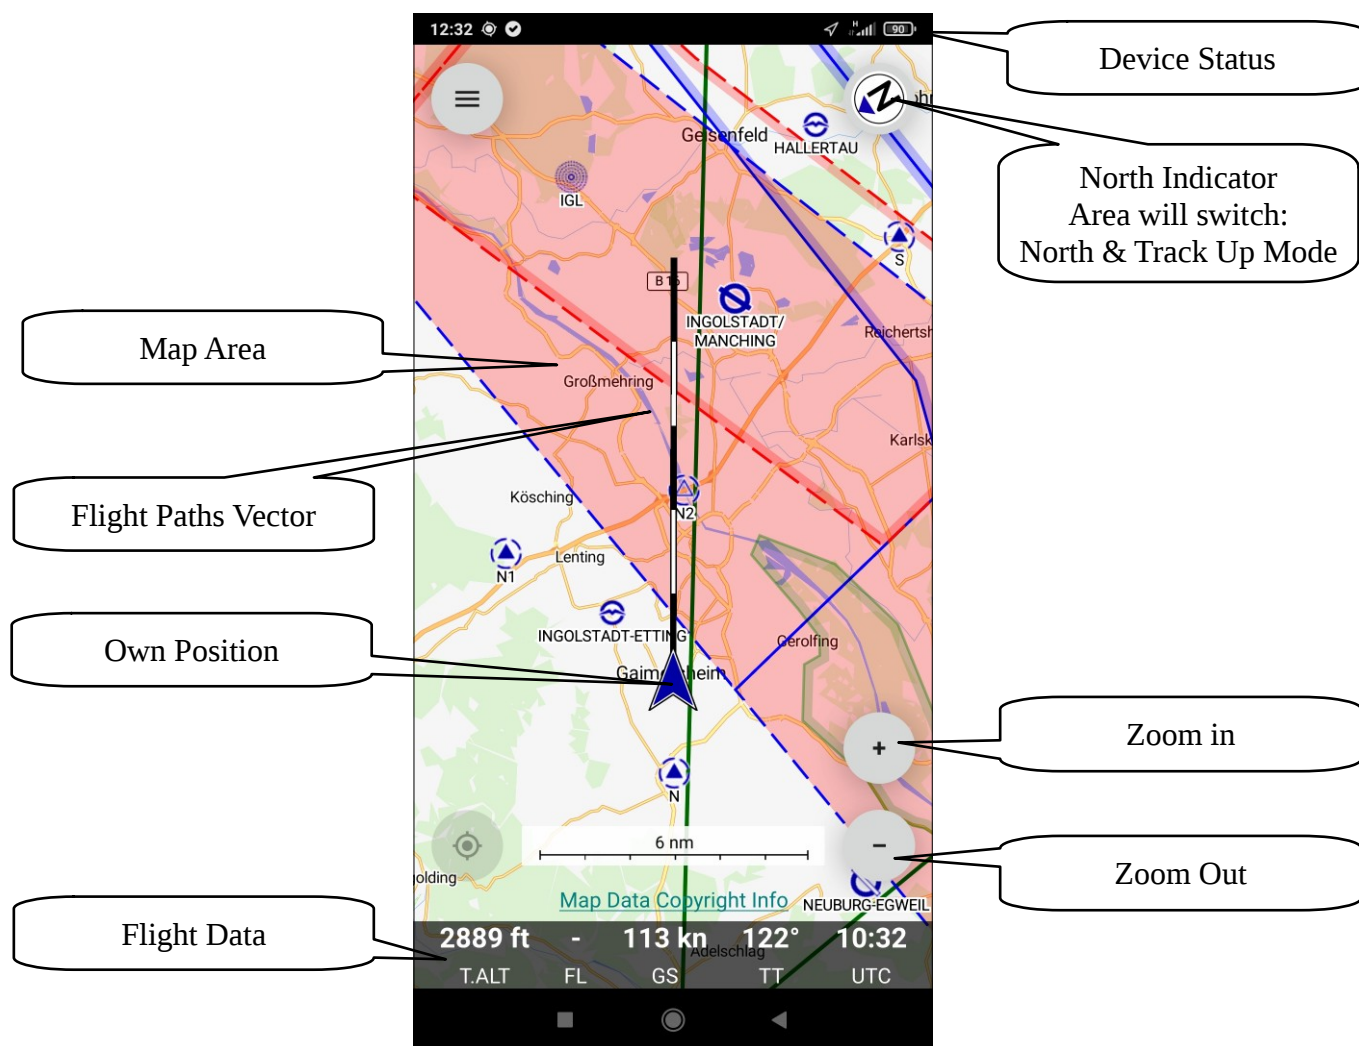 12:32
H
90
Device Status
Geisenfeld
HALLERTAU
IGL
North Indicator
Area will switch:
North & Track Up Mode
S
B 16
INGOLSTADT/
MANCHING
Map Area
Großmehring
Karlsk
Flight Paths Vector
Kösching
N2
N1
Lenting
INGOLSTADT-ETTING
Own Position
Gerolfing
Gaimersheim
Zoom in
+
N
6 nm
−
Zoom Out
olding
Map Data Copyright Info
NEUBURG-EGWEIL
Flight Data
2889 ft - 113 kn 122° 10:32
Adelschlag
T.ALT FL GS TT UTC